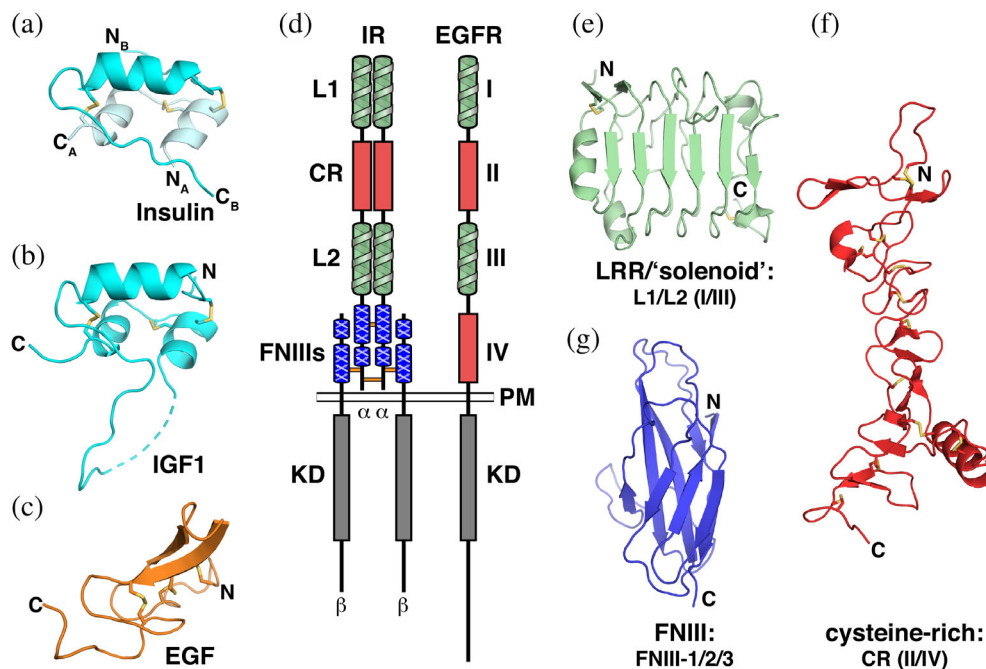 (a)
N_B
C_A
N_A
C_B
Insulin
(b)
N
C
IGF1
(c)
C
N
EGF
(d)
IR
EGFR
L1
I
CR
II
L2
III
FNIIIs
IV
PM
α α
KD
KD
β
β
(e)
N
C
LRR/‘solenoid’:
L1/L2 (I/III)
(g)
N
C
FNIII:
FNIII-1/2/3
(f)
N
C
cysteine-rich:
CR (II/IV)